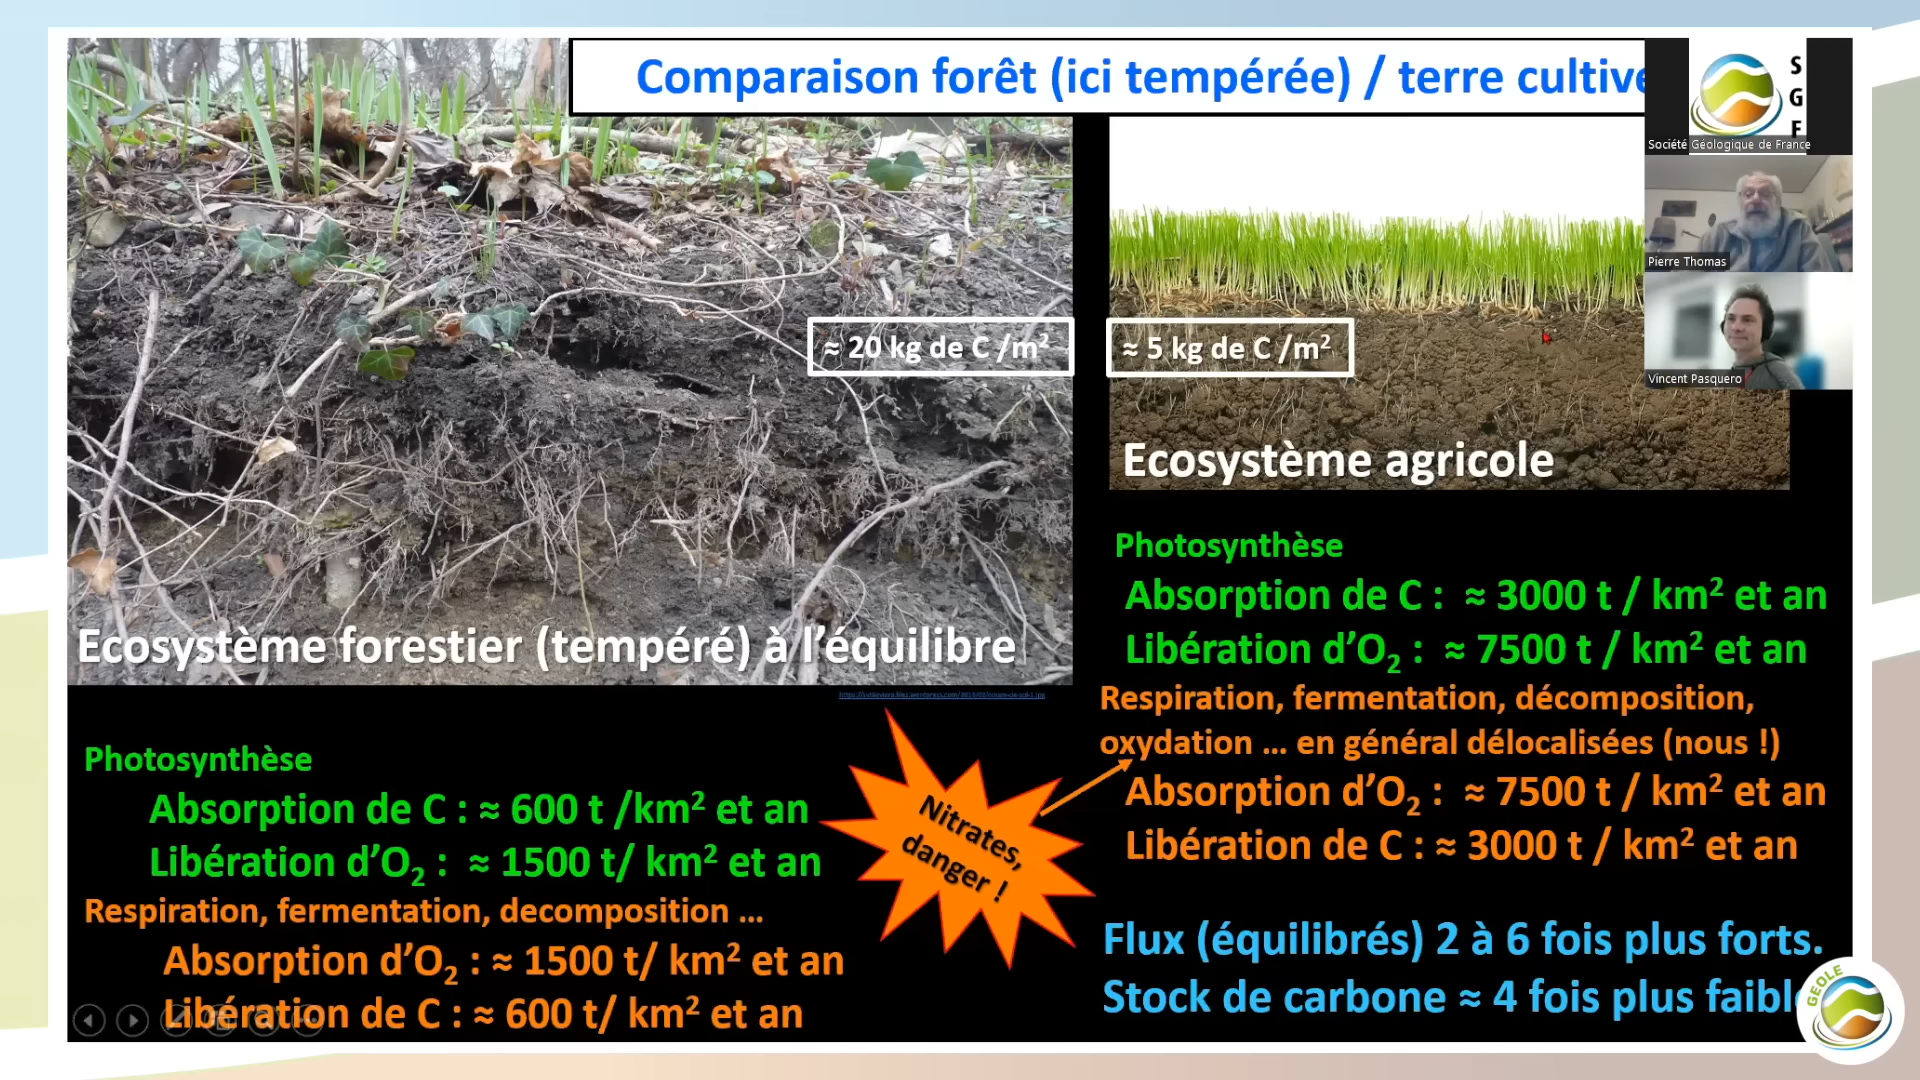 Comparaison forêt (ici tempérée) / terre cultivé
S
G
F
Société Géologique de France
Pierre Thomas
Vincent Pasquero
≈ 20 kg de C /m²
≈ 5 kg de C /m²
Ecosystème forestier (tempéré) à l'équilibre
Ecosystème agricole
Photosynthèse
Absorption de C : ≈ 600 t /km² et an
Libération d'O₂ : ≈ 1500 t/ km² et an
Respiration, fermentation, decomposition ...
Absorption d'O₂ : ≈ 1500 t/ km² et an
Libération de C : ≈ 600 t/ km² et an
Nitrates,
danger !
Photosynthèse
Absorption de C : ≈ 3000 t / km² et an
Libération d'O₂ : ≈ 7500 t / km² et an
Respiration, fermentation, décomposition,
oxydation ... en général délocalisées (nous !)
Absorption d'O₂ : ≈ 7500 t / km² et an
Libération de C : ≈ 3000 t / km² et an
Flux (équilibrés) 2 à 6 fois plus forts.
Stock de carbone ≈ 4 fois plus faibl
GEOLE